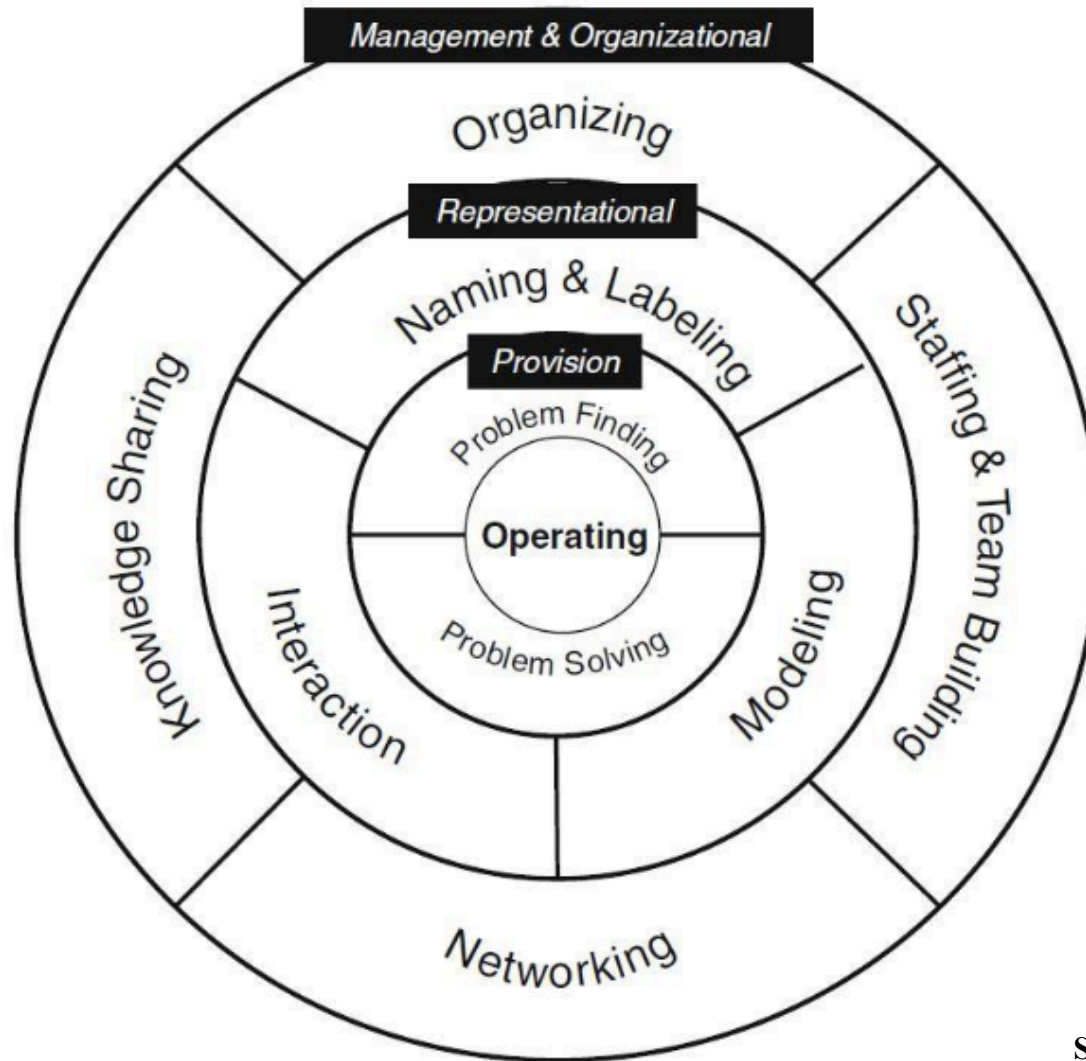 Management & Organizational
Organizing
Representational
Naming & Labeling
Provision
Problem Finding
Operating
Problem Solving
Knowledge Sharing
Interaction
Modeling
Staffing & Team Building
Networking
s